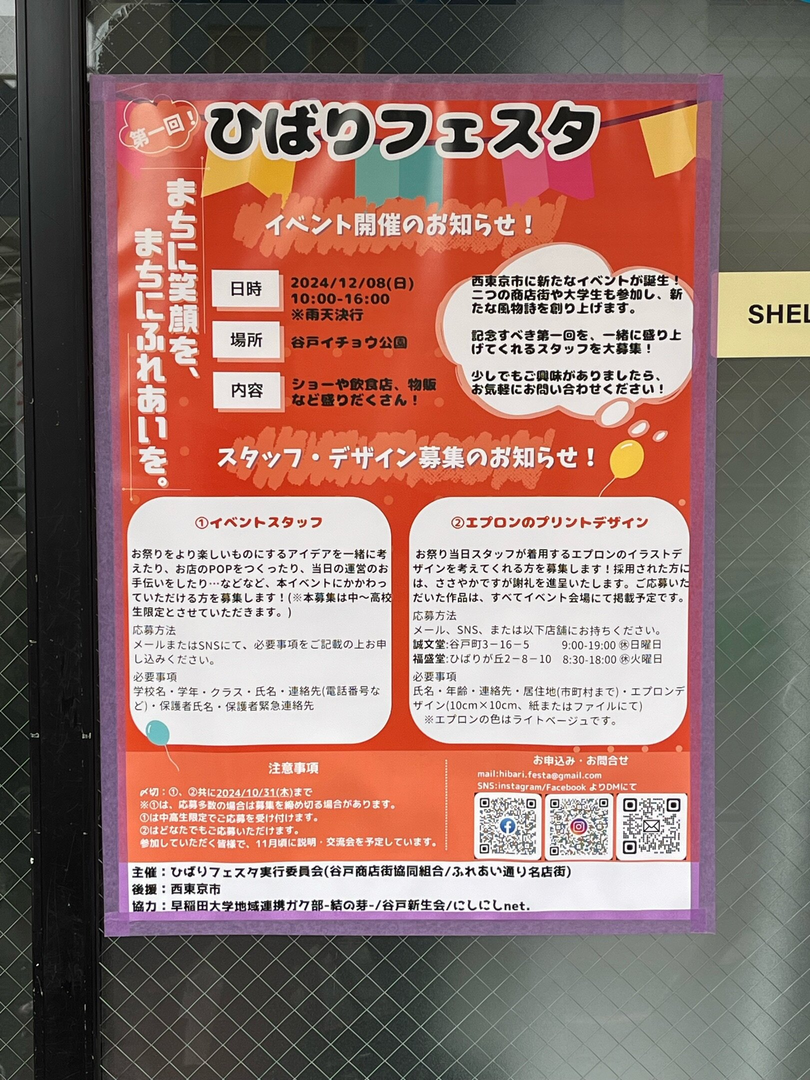 第一回!
ひばりフェスタ
まちに笑顔を、
まちにふれあいを。
イベント開催のお知らせ!
日時
2024/12/08(日)
10:00-16:00
※雨天決行
場所
谷戸イチョウ公園
内容
ショーや飲食店、物販
など盛りだくさん!
西東京市に新たなイベントが誕生!
二つの商店街や大学生も参加し、新
たな風物詩を創り上げます。
記念すべき第一回を、一緒に盛り上
げてくれるスタッフを大募集!
少しでもご興味がありましたら、
お気軽にお問い合わせください!
スタッフ・デザイン募集のお知らせ!
①イベントスタッフ
お祭りをより楽しいものにするアイデアを一緒に考
えたり、お店のPOPをつくったり、当日の運営のお
手伝いをしたり…などなど、本イベントにかかわっ
ていただける方を募集します!(※本募集は中~高校
生限定とさせていただきます。)
応募方法
メールまたはSNSにて、必要事項をご記載の上お申
し込みください。
必要事項
学校名・学年・クラス・氏名・連絡先(電話番号な
ど)・保護者氏名・保護者緊急連絡先
②エプロンのプリントデザイン
お祭り当日スタッフが着用するエプロンのイラストデ
ザインを考えてくれる方を募集します!採用された方に
は、ささやかですが謝礼を進呈いたします。ご応募いた
だいた作品は、すべてイベント会場にて掲載予定です。
応募方法
メール、SNS、または以下店舗にお持ちください。
誠文堂:谷戸町3-16-5 9:00-19:00 ㊡日曜日
福盛堂:ひばりが丘2-8-10 8:30-18:00 ㊡火曜日
必要事項
氏名・年齢・連絡先・居住地(市町村まで)・エプロンデ
ザイン(10cm×10cm、紙またはファイルにて)
※エプロンの色はライトベージュです。
注意事項
〆切:①、②共に2024/10/31(木)まで
※①は、応募多数の場合は募集を締め切る場合があります。
①は中高生限定でご応募を受け付けます。
②はどなたでもご応募いただけます。
参加していただく皆様で、11月頃に説明・交流会を予定しています。
お申込み・お問合せ
mail:hibari.festa@gmail.com
SNS:instagram/Facebook よりDMにて
主催:ひばりフェスタ実行委員会(谷戸商店街協同組合/ふれあい通り名店街)
後援:西東京市
協力:早稲田大学地域連携ガク部-結の芽-/谷戸新生会/にしにしnet.
SHEL